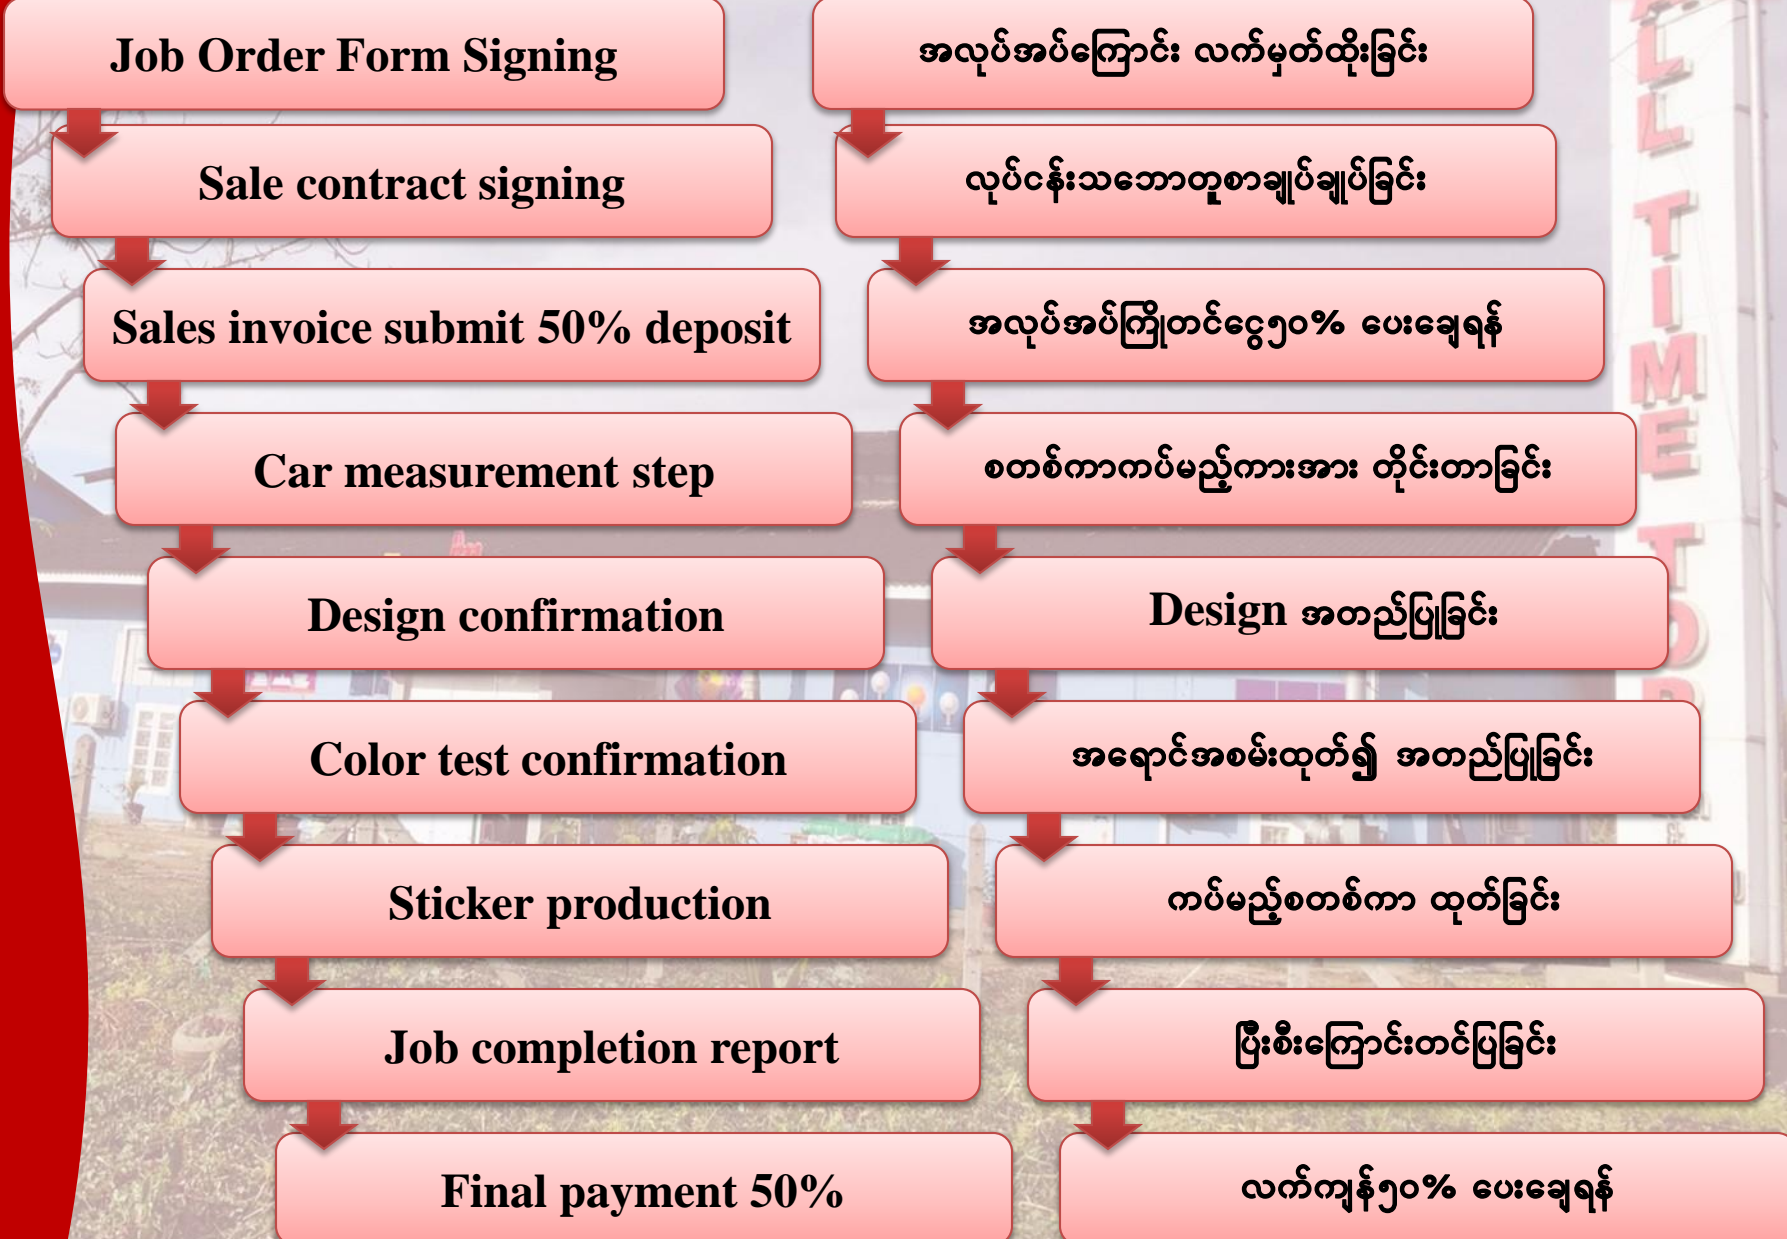 Job Order Form Signing
အလုပ်အပ်ကြောင်း လက်မှတ်ထိုးခြင်း
Sale contract signing
လုပ်ငန်းသဘောတူစာချုပ်ချုပ်ခြင်း
Sales invoice submit 50% deposit
အလုပ်အပ်ကြိုတင်ငွေ၅၀% ပေးချေရန်
Car measurement step
စတစ်ကာကပ်မည့်ကားအား တိုင်းတာခြင်း
Design confirmation
Design အတည်ပြုခြင်း
Color test confirmation
အရောင်အစမ်းထုတ်၍ အတည်ပြုခြင်း
Sticker production
ကပ်မည့်စတစ်ကာ ထုတ်ခြင်း
Job completion report
ပြီးစီးကြောင်းတင်ပြခြင်း
Final payment 50%
လက်ကျန်၅၀% ပေးချေရန်
TIME